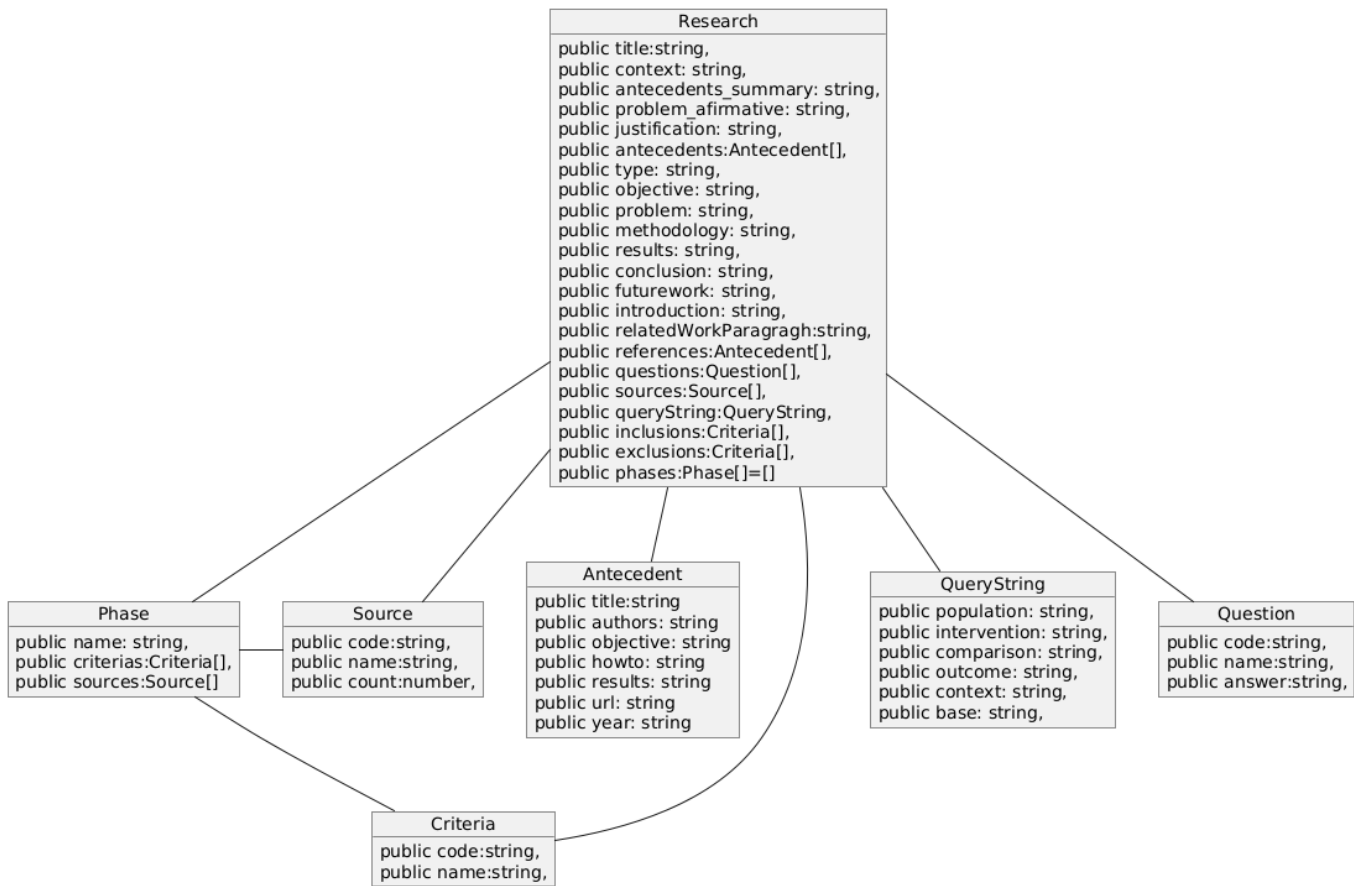 Research
public title:string,
public context: string,
public antecedents_summary: string,
public problem_afirmative: string,
public justification: string,
public antecedents:Antecedent[],
public type: string,
public objective: string,
public problem: string,
public methodology: string,
public results: string,
public conclusion: string,
public futurework: string,
public introduction: string,
public relatedWorkParagragh:string,
public references:Antecedent[],
public questions:Question[],
public sources:Source[],
public queryString:QueryString,
public inclusions:Criteria[],
public exclusions:Criteria[],
public phases:Phase[]=[]
Phase
public name: string,
public criterias:Criteria[],
public sources:Source[]
Source
public code:string,
public name:string,
public count:number,
Antecedent
public title:string
public authors: string
public objective: string
public howto: string
public results: string
public url: string
public year: string
QueryString
public population: string,
public intervention: string,
public comparison: string,
public outcome: string,
public context: string,
public base: string,
Question
public code:string,
public name:string,
public answer:string,
Criteria
public code:string,
public name:string,